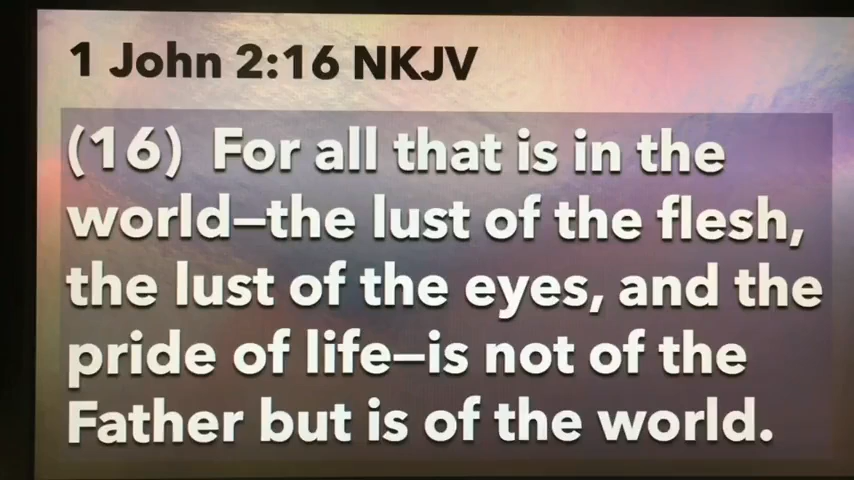 1 John 2:16 NKJV
(16) For all that is in the
world—the lust of the flesh,
the lust of the eyes, and the
pride of life—is not of the
Father but is of the world.